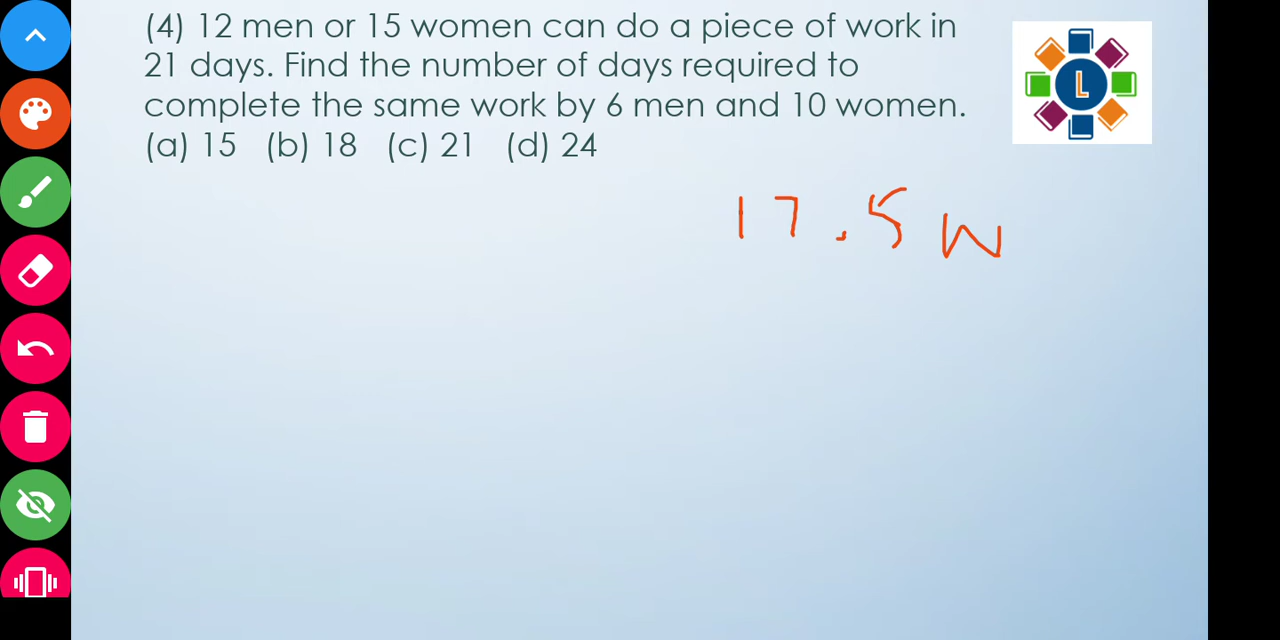 (4) 12 men or 15 women can do a piece of work in
21 days. Find the number of days required to
complete the same work by 6 men and 10 women.
(a) 15 (b) 18 (c) 21 (d) 24
L
17.5 W